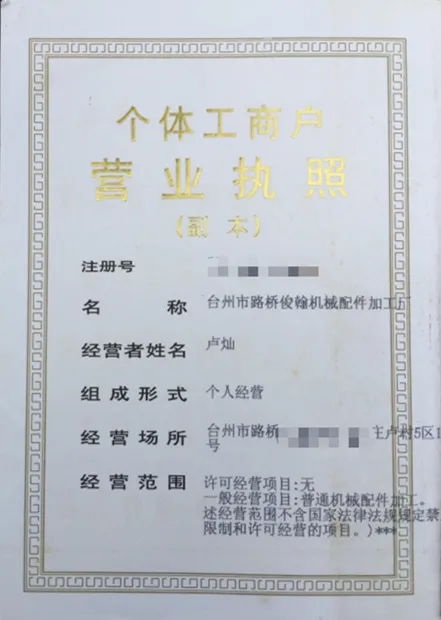 个体工商户
营业执照
（副本）
注册号
名称 台州市路桥俊翰机械配件加工厂
经营者姓名 卢灿
组成形式 个人经营
经营场所 台州市路桥 卢村5区1
号
经营范围 许可经营项目:无
一般经营项目:普通机械配件加工。
述经营范围不含国家法律法规规定禁
限制和许可经营的项目。)***